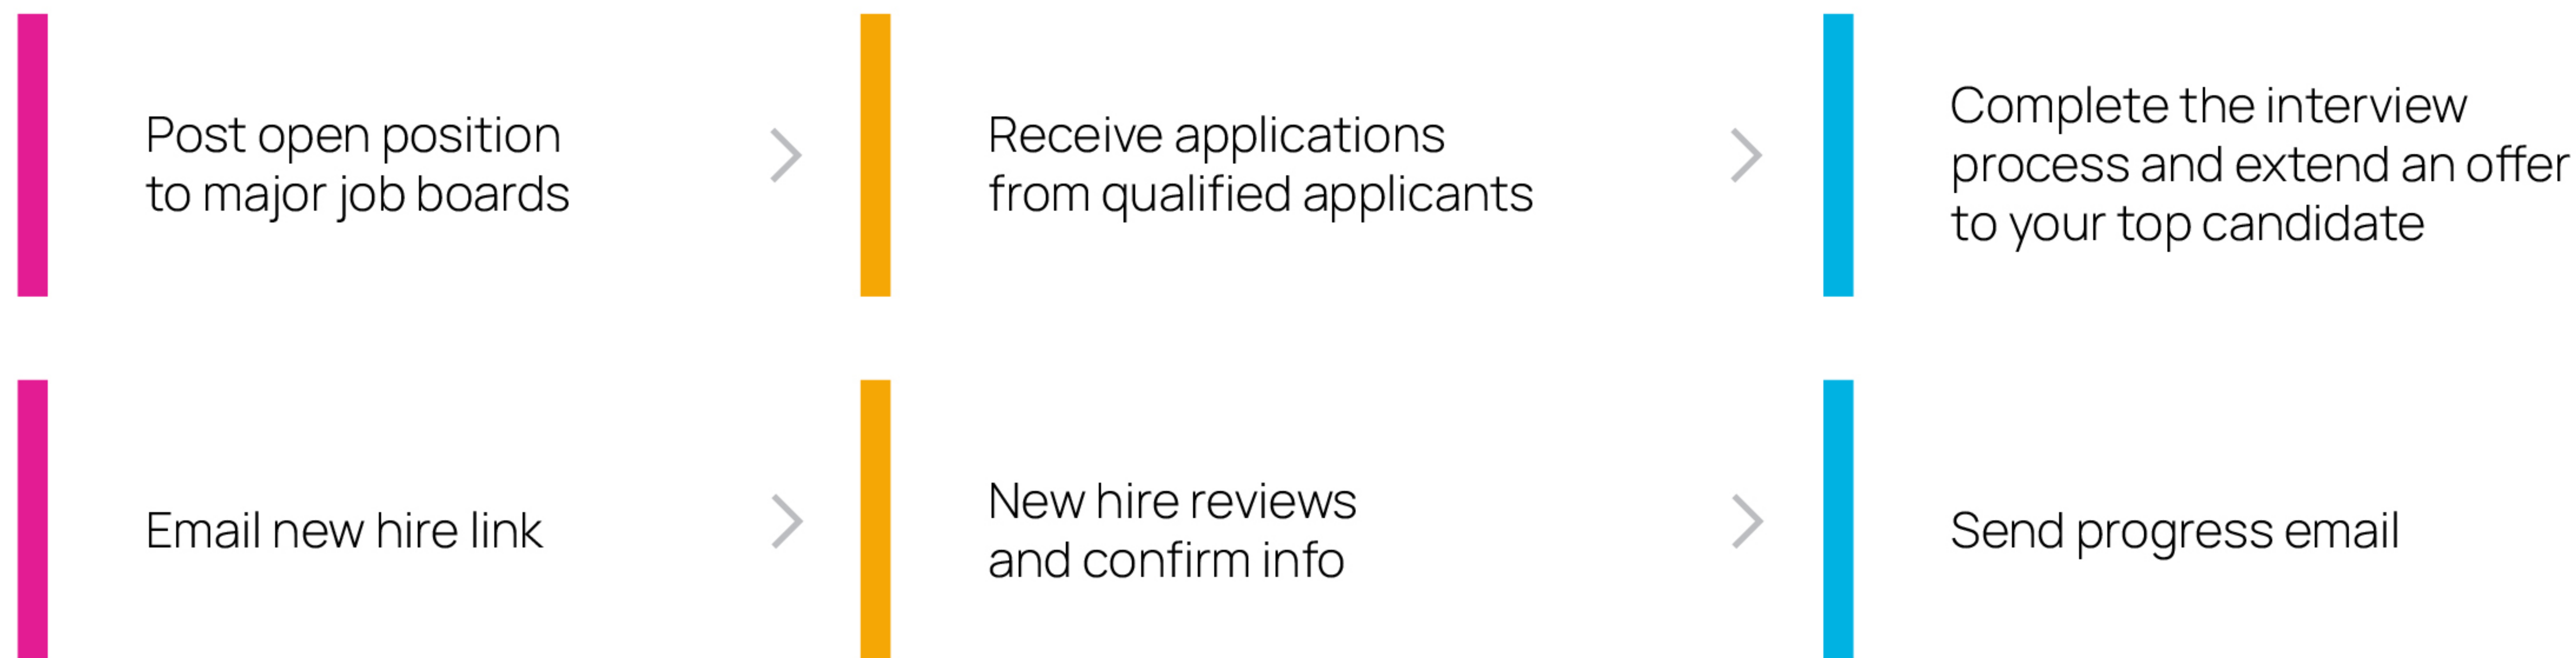 Post open position
to major job boards
Receive applications
from qualified applicants
Complete the interview
process and extend an offer
to your top candidate
Email new hire link
New hire reviews
and confirm info
Send progress email